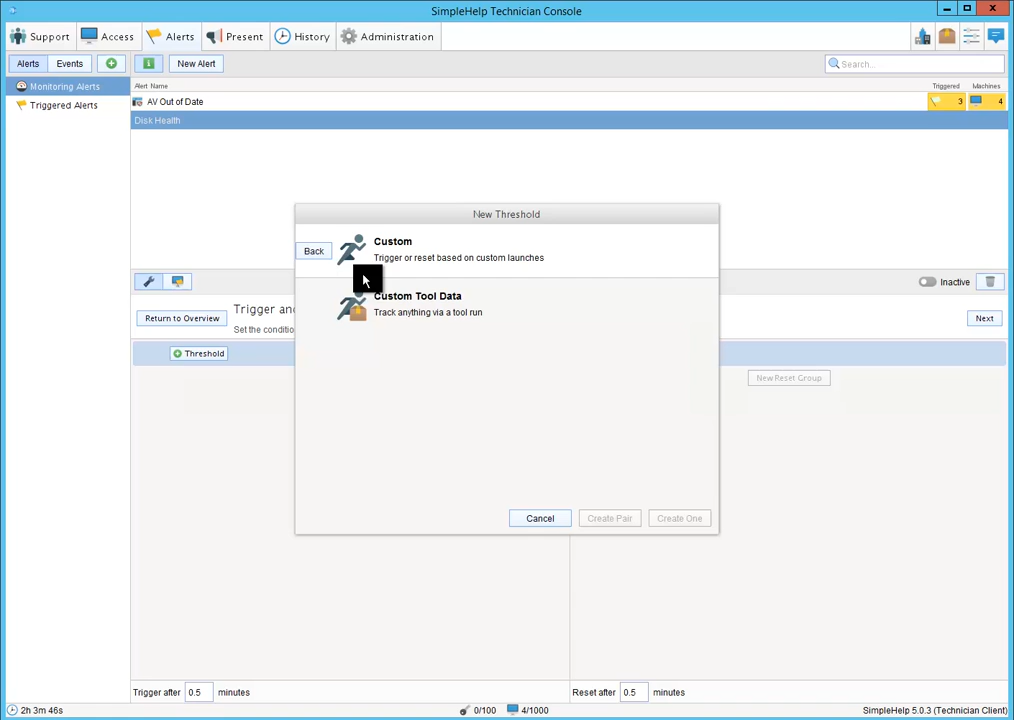 SimpleHelp Technician Console
Support Access Alerts Present History Administration
Alerts Events New Alert Search...
Monitoring Alerts
Triggered Alerts
Alert Name Triggered Machines
AV Out of Date 3 4
Disk Health
New Threshold
Back
Custom
Trigger or reset based on custom launches
Custom Tool Data
Track anything via a tool run
Cancel Create Pair Create One
Inactive
Return to Overview
Trigger an
Set the conditio
Next
Threshold
New Reset Group
Trigger after 0.5 minutes
Reset after 0.5 minutes
2h 3m 46s 0/100 4/1000 SimpleHelp 5.0.3 (Technician Client)